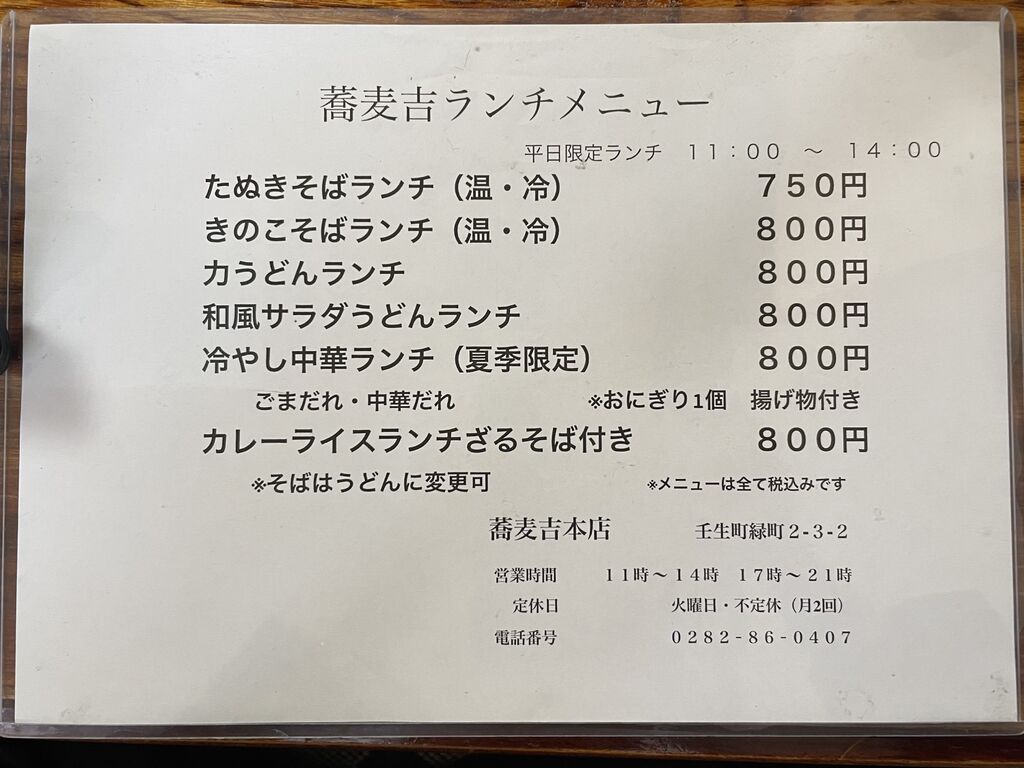 蕎麦吉ランチメニュー
平日限定ランチ　１１：００　～　１４：００
たぬきそばランチ（温・冷）　７５０円
きのこそばランチ（温・冷）　８００円
力うどんランチ　８００円
和風サラダうどんランチ　８００円
冷やし中華ランチ（夏季限定）　８００円
ごまだれ・中華だれ　※おにぎり1個　揚げ物付き
カレーライスランチざるそば付き　８００円
※そばはうどんに変更可　※メニューは全て税込みです
蕎麦吉本店　壬生町緑町２-３-２
営業時間　１１時～１４時　１７時～２１時
定休日　火曜日・不定休（月2回）
電話番号　０２８２-８６-０４０７